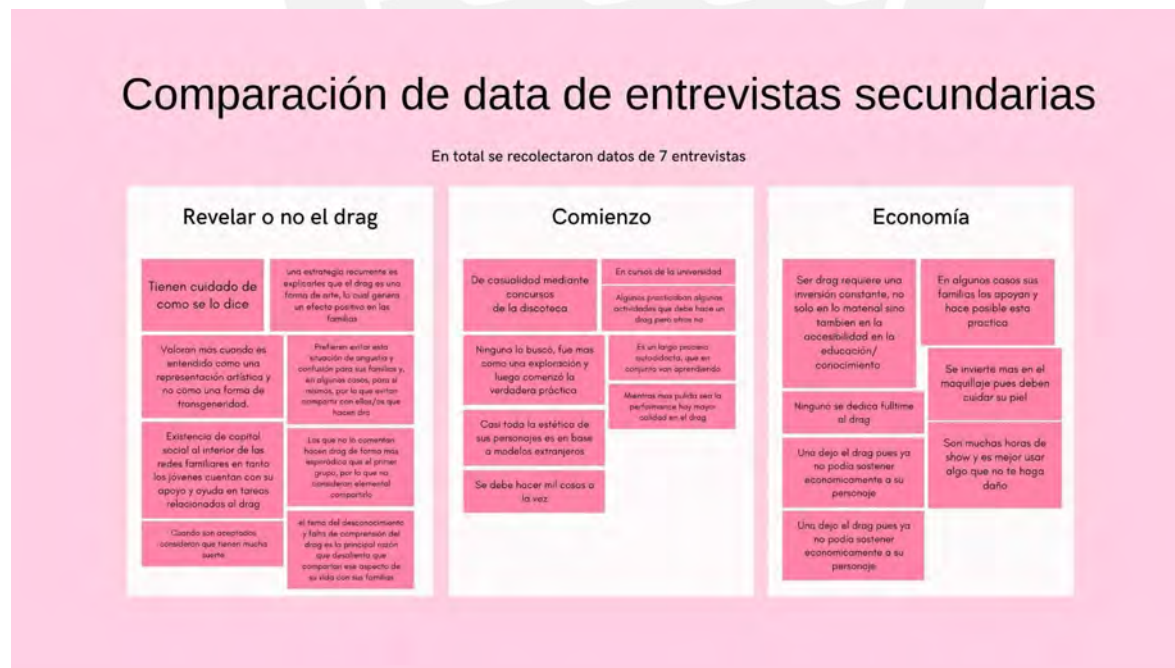 Comparación de data de entrevistas secundarias
En total se recolectaron datos de 7 entrevistas
Revelar o no el drag
Tienen cuidado de
como se lo dice
una estrategia recurrente es
explicarles que el drag es una
forma de arte, lo cual genera
un efecto positivo en las
familias
Valoran más cuando es
entendido como una
representación artística y
no como una forma de
transgeneridad.
Prefieren evitar esta
situación de angustia y
confusión para sus familias y,
en algunos casos, para si
mismos, por lo que evitan
compartir con ellos/as que
hacen dra
Existencia de capital
social al interior de las
redes familiares en tanto
los jóvenes cuentan con su
apoyo y ayuda en tareas
relacionadas al drag
Los que no lo comentan
hacen drag de forma más
esporádica que el primer
grupo, por lo que no
consideran elemental
compartirlo
Cuando son aceptados
consideran que tienen mucha
suerte
el tema del desconocimiento
y falta de comprensión del
drag es la principal razón
que desalienta que
compartan ese aspecto de
su vida con sus familias
Comienzo
De casualidad mediante
concursos
de la discoteca
En cursos de la universidad
Algunos practicaban algunas
actividades que debe hace un
drag pero otros no
Ninguno lo buscó, fue mas
como una exploración y
luego comenzó la
verdadera práctica
Es un largo proceso
autodidacta, que en
conjunto van aprendiendo
Mientras mas pulida sea la
performance hay mayor
calidad en el drag
Casi toda la estética de
sus personajes es en base
a modelos extranjeros
Se debe hacer mil cosas a
la vez
Economía
Ser drag requiere una
inversión constante, no
solo en lo material sino
tambien en la
accesibilidad en la
educación/
conocimiento
En algunos casos sus
familias los apoyan y
hace posible esta
practica
Se invierte mas en el
maquillaje pues deben
cuidar su piel
Ninguno se dedica fulltime
al drag
Una dejo el drag pues ya
no podia sostener
economicamente a su
personaje
Son muchas horas de
show y es mejor usar
algo que no te haga
daño
Una dejo el drag pues ya
no podia sostener
economicamente a su
personaje